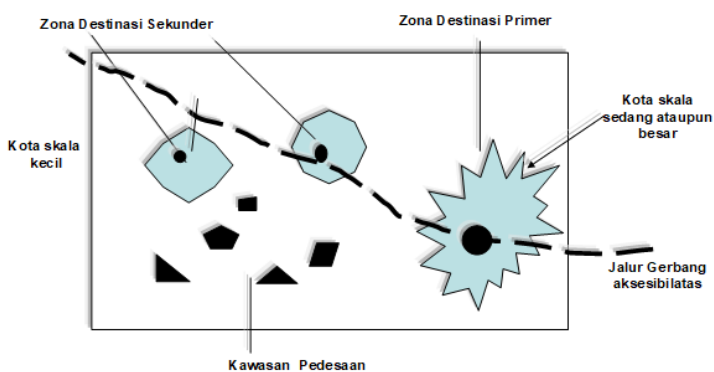 Zona Destinasi Sekunder
Zona Destinasi Primer
Kota skala
sedang ataupun
besar
Kota skala
kecil
Jalur Gerbang
aksesibilatas
Kawasan Pedesaan